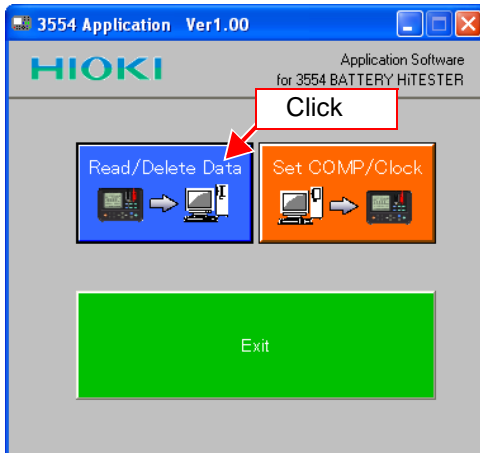 3554 Application Ver1.00
HIOKI
Application Software
for 3554 BATTERY HiTESTER
Click
Read/Delete Data
Set COMP/Clock
Exit